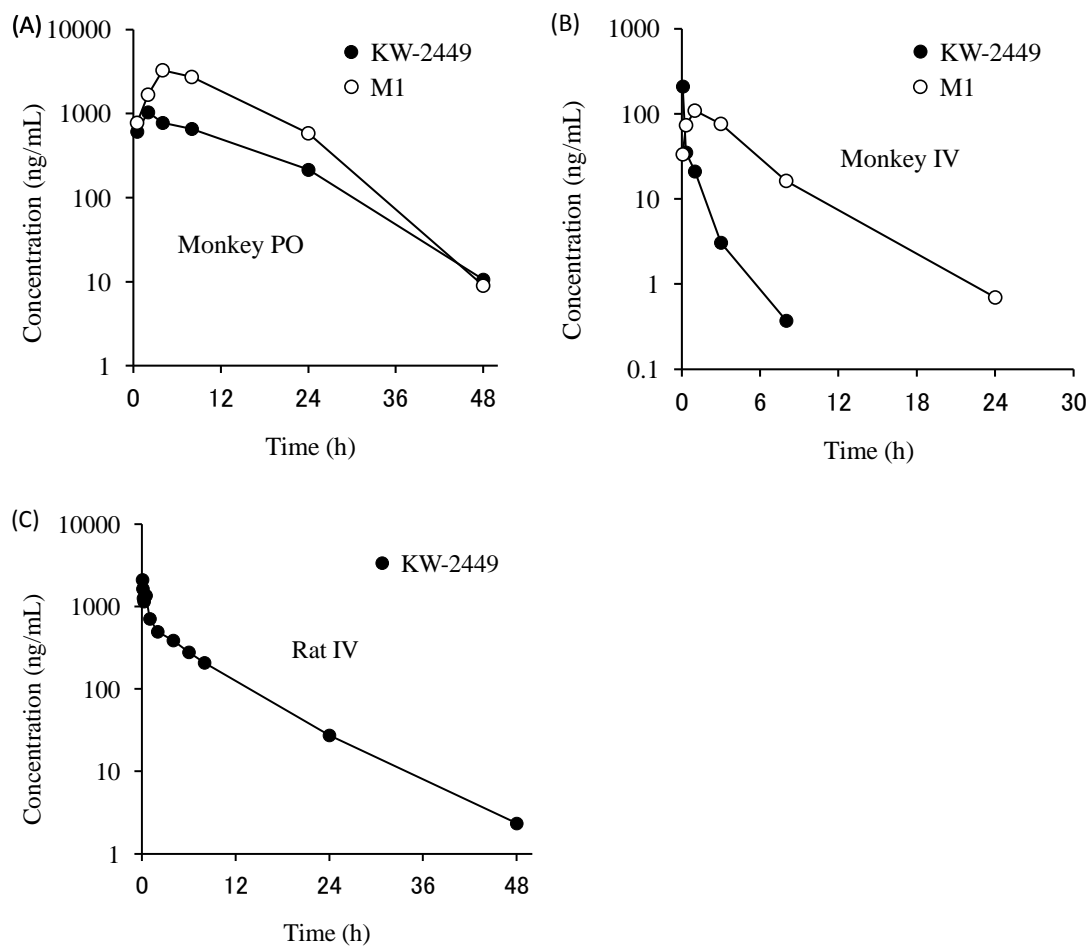 (A)
Concentration (ng/mL)
10000
1000
100
10
1
KW-2449
M1
Monkey PO
0 12 24 36 48
Time (h)
(B)
Concentration (ng/mL)
1000
100
10
1
0.1
KW-2449
M1
Monkey IV
0 6 12 18 24 30
Time (h)
(C)
Concentration (ng/mL)
10000
1000
100
10
1
KW-2449
Rat IV
0 12 24 36 48
Time (h)